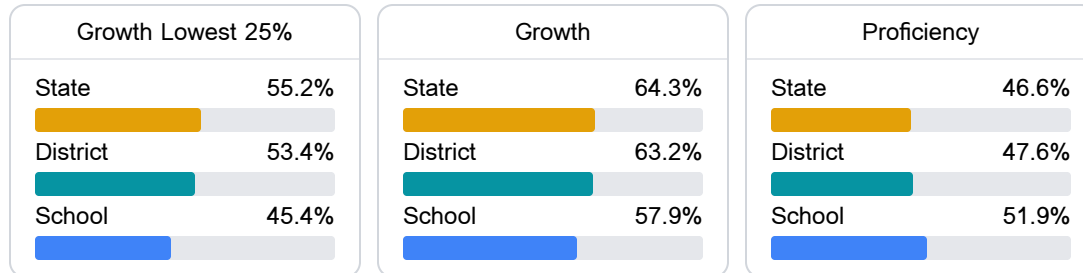 Growth Lowest 25%
State 55.2%
District 53.4%
School 45.4%
Growth
State 64.3%
District 63.2%
School 57.9%
Proficiency
State 46.6%
District 47.6%
School 51.9%